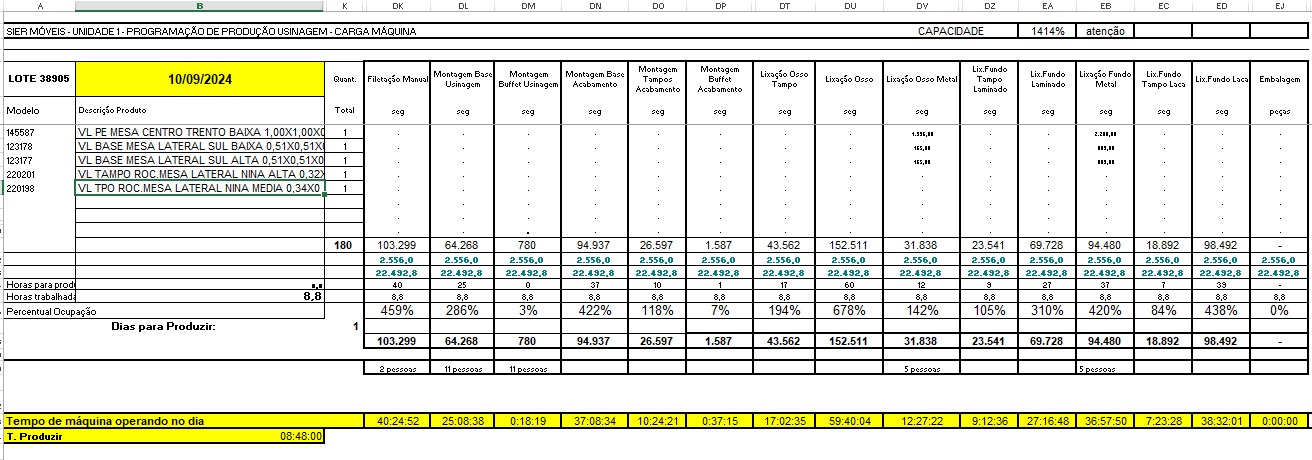 A B K DK DL DM DN DO DP DT DU DV DZ EA EB EC ED EJ
SIER MÓVEIS - UNIDADE 1 - PROGRAMAÇÃO DE PRODUÇÃO USINAGEM - CARGA MÁQUINA CAPACIDADE 1414% atenção
LOTE 38905 10/09/2024 Quant. Filetação Manual Montagem Base Usinagem Montagem Buffet Usinagem Montagem Base Acabamento Montagem Tampos Acabamento Montagem Buffet Acabamento Lixação Osso Tampo Lixação Osso Lixação Osso Metal Lix.Fundo Tampo Laminado Lix.Fundo Laminado Lixação Fundo Metal Lix.Fundo Tampo Laca Lix.Fundo Laca Embalagem
Modelo Descrição Produto Total seg seg seg seg seg seg seg seg seg seg seg seg seg seg peças
145587 VL PE MESA CENTRO TRENTO BAIXA 1,00X1,00X0 1 - - - - - - - - - - - - -
123178 VL BASE MESA LATERAL SUL BAIXA 0,51X0,51X 1 - - - - - - - - 165,00 - - - - -
123177 VL BASE MESA LATERAL SUL ALTA 0,51X0,51X0 1 - - - - - - - - 165,00 - - - - -
220201 VL TAMPO ROC.MESA LATERAL NINA ALTA 0,32X 1 - - - - - - - - - - - - - - -
220198 VL TPO ROC.MESA LATERAL NINA MEDIA 0,34X0 1 - - - - - - - - - - - - - - -
180 103.299 64.268 780 94.937 26.597 1.587 43.562 152.511 31.838 23.541 69.728 94.480 18.892 98.492 -
2.556,0 2.556,0 2.556,0 2.556,0 2.556,0 2.556,0 2.556,0 2.556,0 2.556,0 2.556,0 2.556,0 2.556,0 2.556,0 2.556,0 2.556,0
22.492,8 22.492,8 22.492,8 22.492,8 22.492,8 22.492,8 22.492,8 22.492,8 22.492,8 22.492,8 22.492,8 22.492,8 22.492,8 22.492,8 22.492,8
Horas para prod 40 25 0 37 10 1 17 60 12 9 27 37 7 39 -
Horas trabalhada 8,8 8,8 8,8 8,8 8,8 8,8 8,8 8,8 8,8 8,8 8,8 8,8 8,8 8,8 8,8 8,8
Percentual Ocupação 459% 286% 3% 422% 118% 7% 194% 678% 142% 105% 310% 420% 84% 438% 0%
Dias para Produzir: 1
103.299 64.268 780 94.937 26.597 1.587 43.562 152.511 31.838 23.541 69.728 94.480 18.892 98.492 -
2 pessoas 11 pessoas 11 pessoas 5 pessoas 5 pessoas
Tempo de máquina operando no dia 40:24:52 25:08:38 0:18:19 37:08:34 10:24:21 0:37:15 17:02:35 59:40:04 12:27:22 9:12:36 27:16:48 36:57:50 7:23:28 38:32:01 0:00:00
T. Produzir 08:48:00